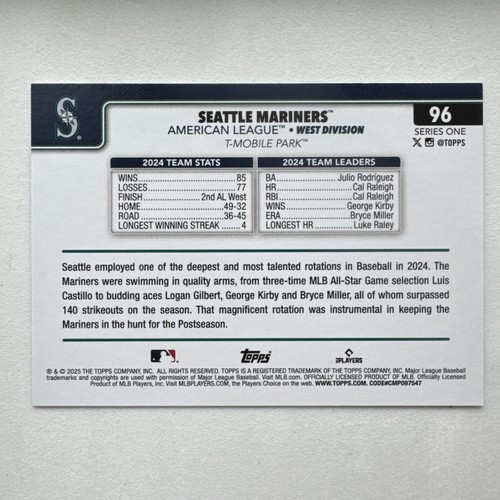 S
96
SEATTLE MARINERS™
SERIES ONE
AMERICAN LEAGUE™ • WEST DIVISION
@TOPPS
T-MOBILE PARK™
2024 TEAM STATS
WINS 85
LOSSES 77
FINISH 2nd AL West
HOME 49-32
ROAD 36-45
LONGEST WINNING STREAK 4
2024 TEAM LEADERS
BA Julio Rodríguez
HR Cal Raleigh
RBI Cal Raleigh
WINS George Kirby
ERA Bryce Miller
LONGEST HR Luke Raley
Seattle employed one of the deepest and most talented rotations in Baseball in 2024. The
Mariners were swimming in quality arms, from three-time MLB All-Star Game selection Luis
Castillo to budding aces Logan Gilbert, George Kirby and Bryce Miller, all of whom surpassed
140 strikeouts on the season. That magnificent rotation was instrumental in keeping the
Mariners in the hunt for the Postseason.
Topps
PLAYERS
® & © 2025 THE TOPPS COMPANY, INC. ALL RIGHTS RESERVED. TOPPS IS A REGISTERED TRADEMARK OF THE TOPPS COMPANY, INC. Major League Baseball
trademarks and copyrights are used with permission of Major League Baseball. Visit MLB.com. OFFICIALLY LICENSED PRODUCT OF MLB. Officially Licensed
Product of MLB Players, Inc. Visit MLBPLAYERS.COM, the Players Choice on the web. WWW.TOPPS.COM. CODE#CMP097547